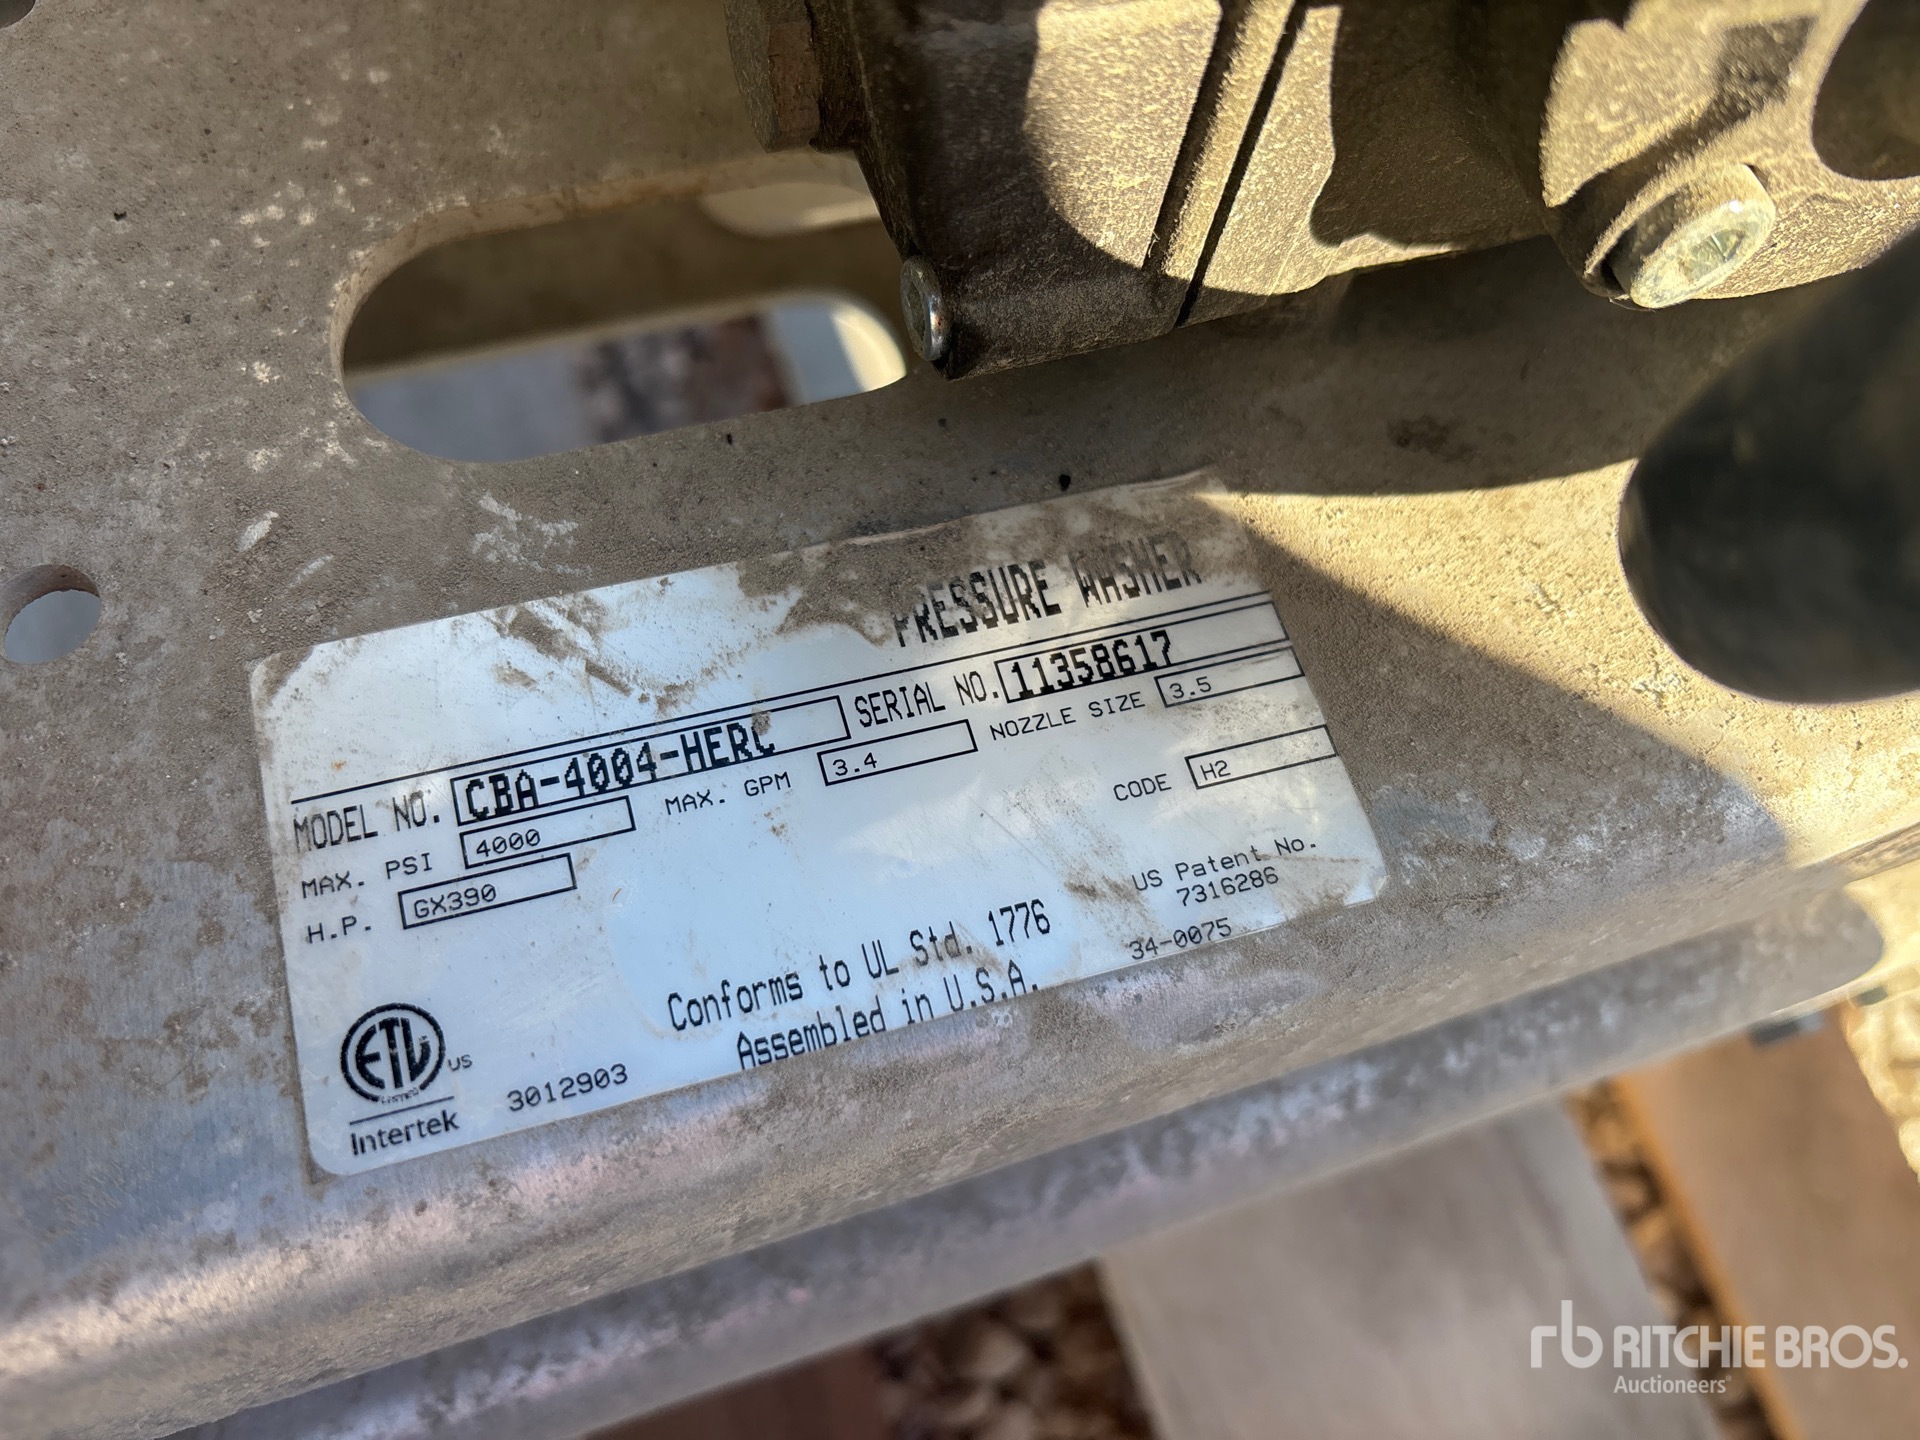 PRESSURE WASHER
MODEL NO. CBA-4004-HERC SERIAL NO. 11358617
MAX. PSI 4000 MAX. GPM 3.4 NOZZLE SIZE 3.5
H.P. GX390 CODE H2
US Patent No.
7316286
Conforms to UL Std. 1776
Assembled in U.S.A.
34-0075
ETL US
LISTED
Intertek
3012903
rb RITCHIE BROS.
Auctioneers